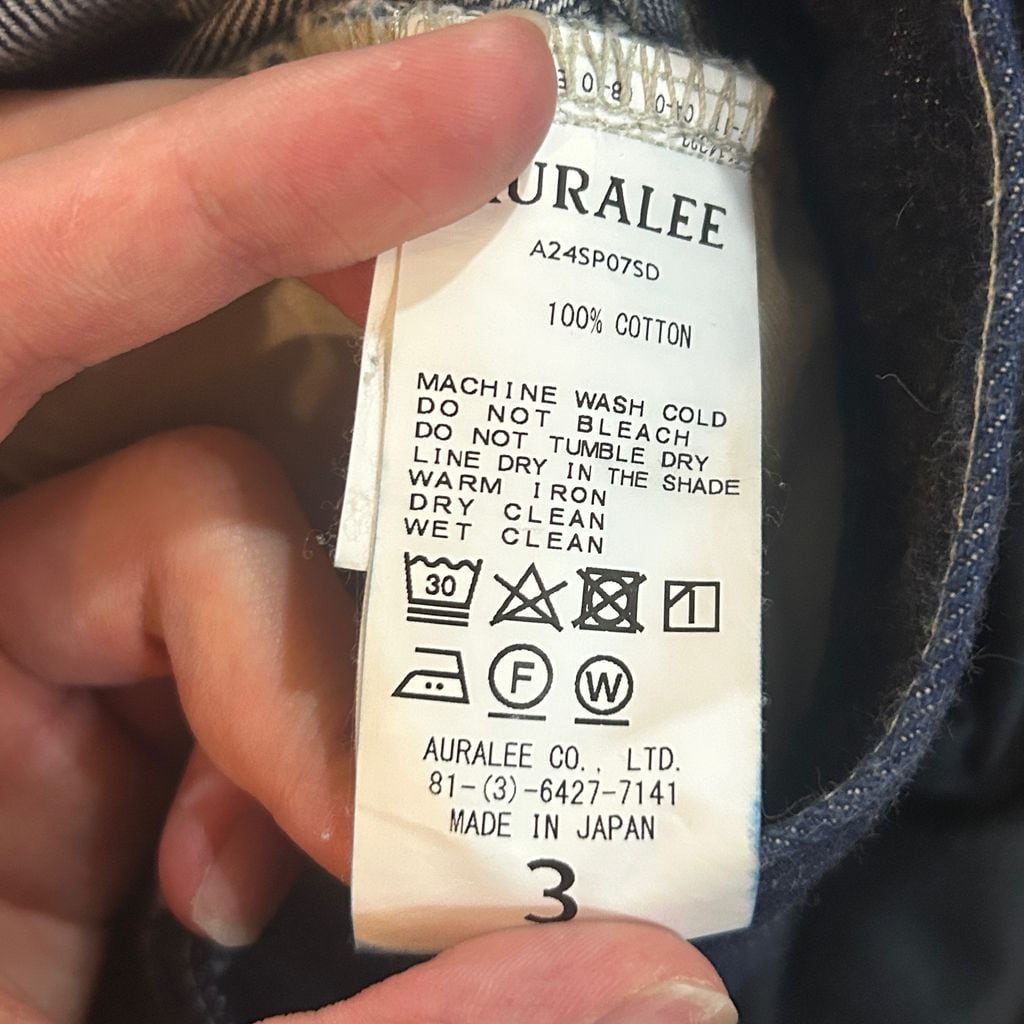 AURALEE
A24SP07SD
100% COTTON
MACHINE WASH COLD
DO NOT BLEACH
DO NOT TUMBLE DRY
LINE DRY IN THE SHADE
WARM IRON
DRY CLEAN
WET CLEAN
30
F W
AURALEE CO., LTD.
81-(3)-6427-7141
MADE IN JAPAN
3